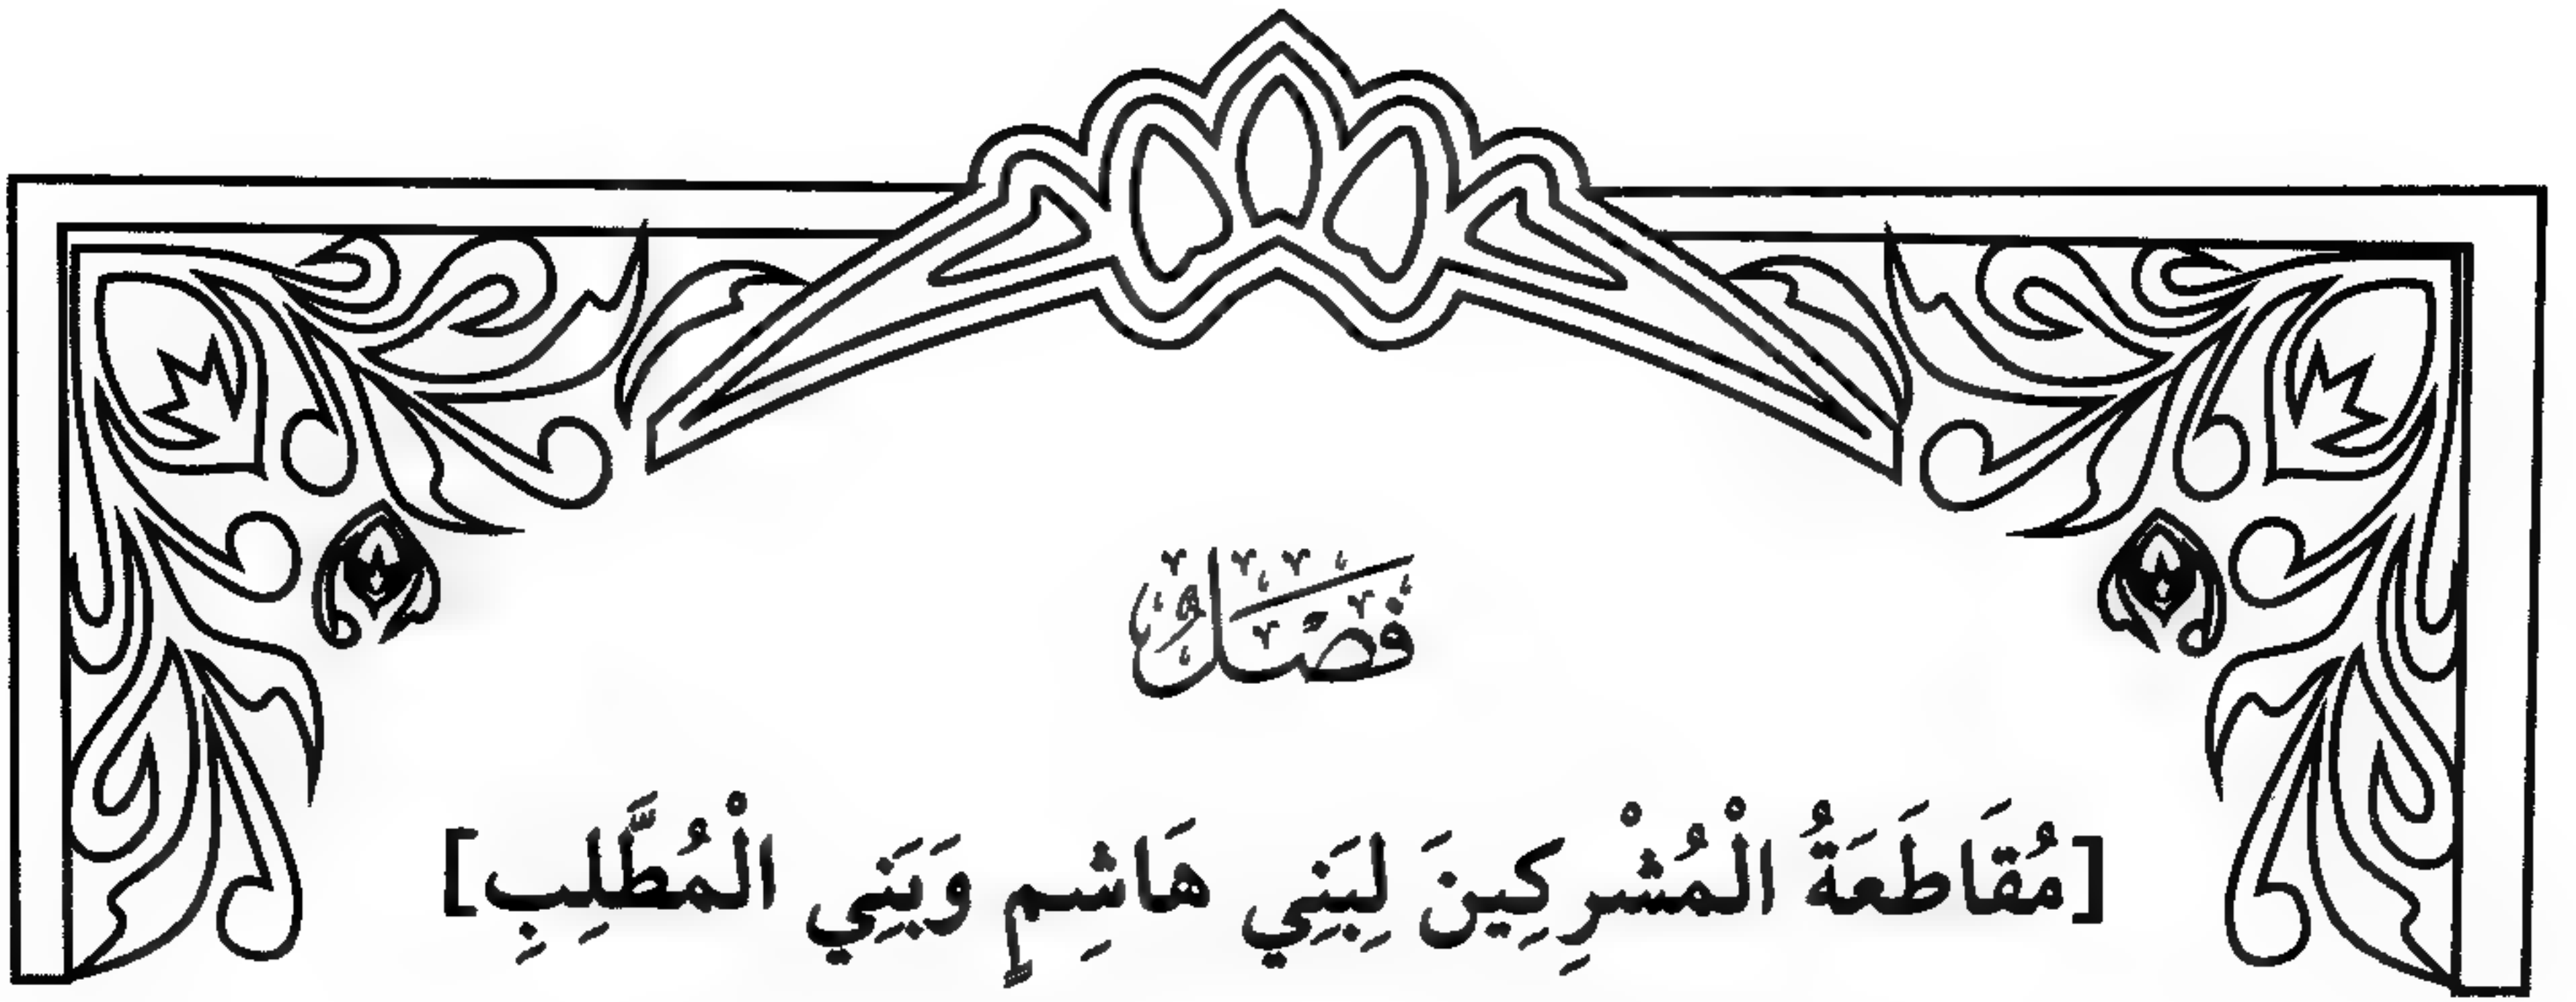 فَصْلٌ
[مُقَاطَعَةُ الْمُشْرِكِينَ لِبَنِي هَاشِمٍ وَبَنِي الْمُطَّلِبِ]